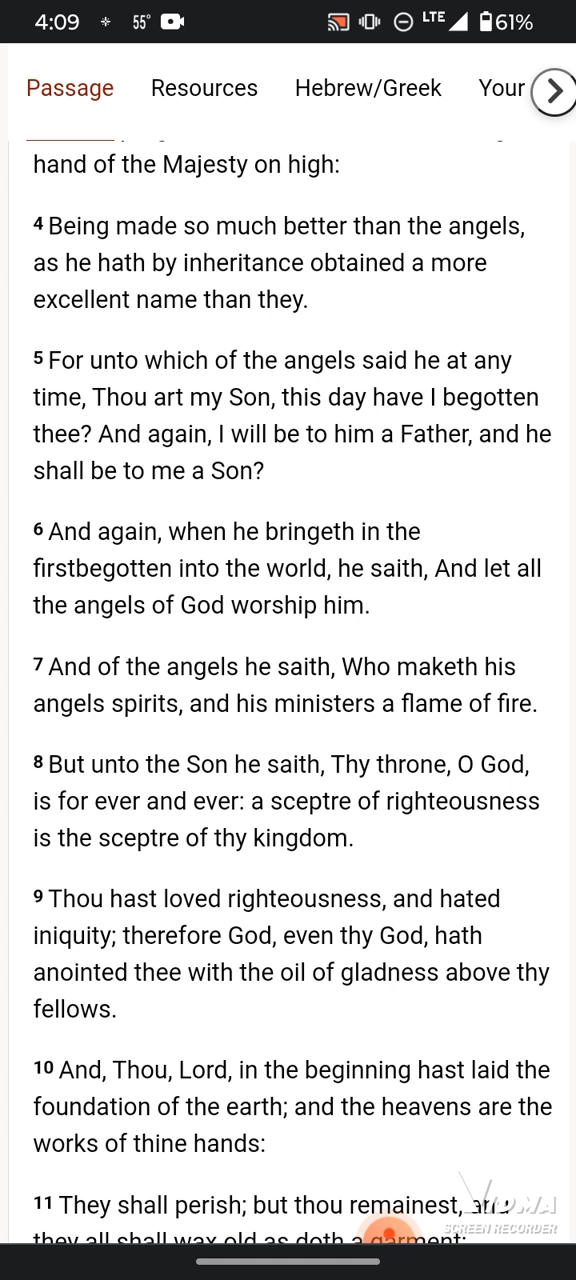 4:09 55° LTE 61%
Passage Resources Hebrew/Greek Your
hand of the Majesty on high:
4 Being made so much better than the angels,
as he hath by inheritance obtained a more
excellent name than they.
5 For unto which of the angels said he at any
time, Thou art my Son, this day have I begotten
thee? And again, I will be to him a Father, and he
shall be to me a Son?
6 And again, when he bringeth in the
firstbegotten into the world, he saith, And let all
the angels of God worship him.
7 And of the angels he saith, Who maketh his
angels spirits, and his ministers a flame of fire.
8 But unto the Son he saith, Thy throne, O God,
is for ever and ever: a sceptre of righteousness
is the sceptre of thy kingdom.
9 Thou hast loved righteousness, and hated
iniquity; therefore God, even thy God, hath
anointed thee with the oil of gladness above thy
fellows.
10 And, Thou, Lord, in the beginning hast laid the
foundation of the earth; and the heavens are the
works of thine hands:
11 They shall perish; but thou remainest, and
they all shall wax old as doth a garment;
SCREEN RECORDER